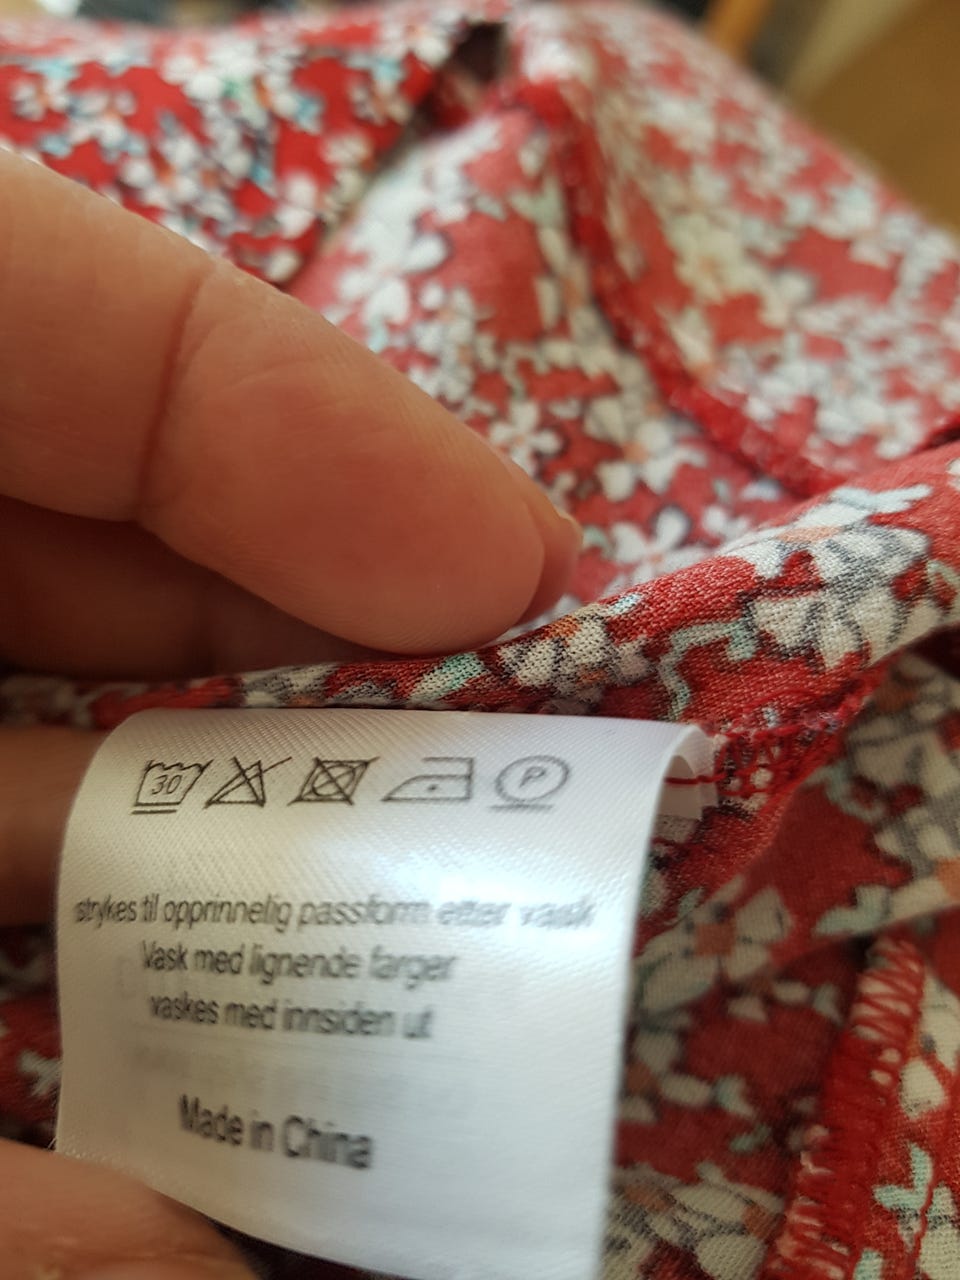 30 P
strykes til opprinnelig passform etter vask
Vask med lignende farger
vaskes med innsiden ut
Made in China